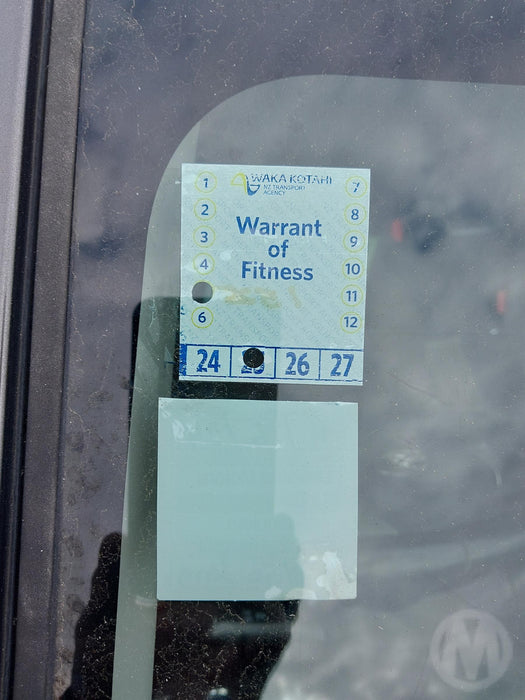 WAKA KOTAHI
NZ TRANSPORT
AGENCY
Warrant
of
Fitness
1
2
3
4
6
7
8
9
10
11
12
24 26 27
M